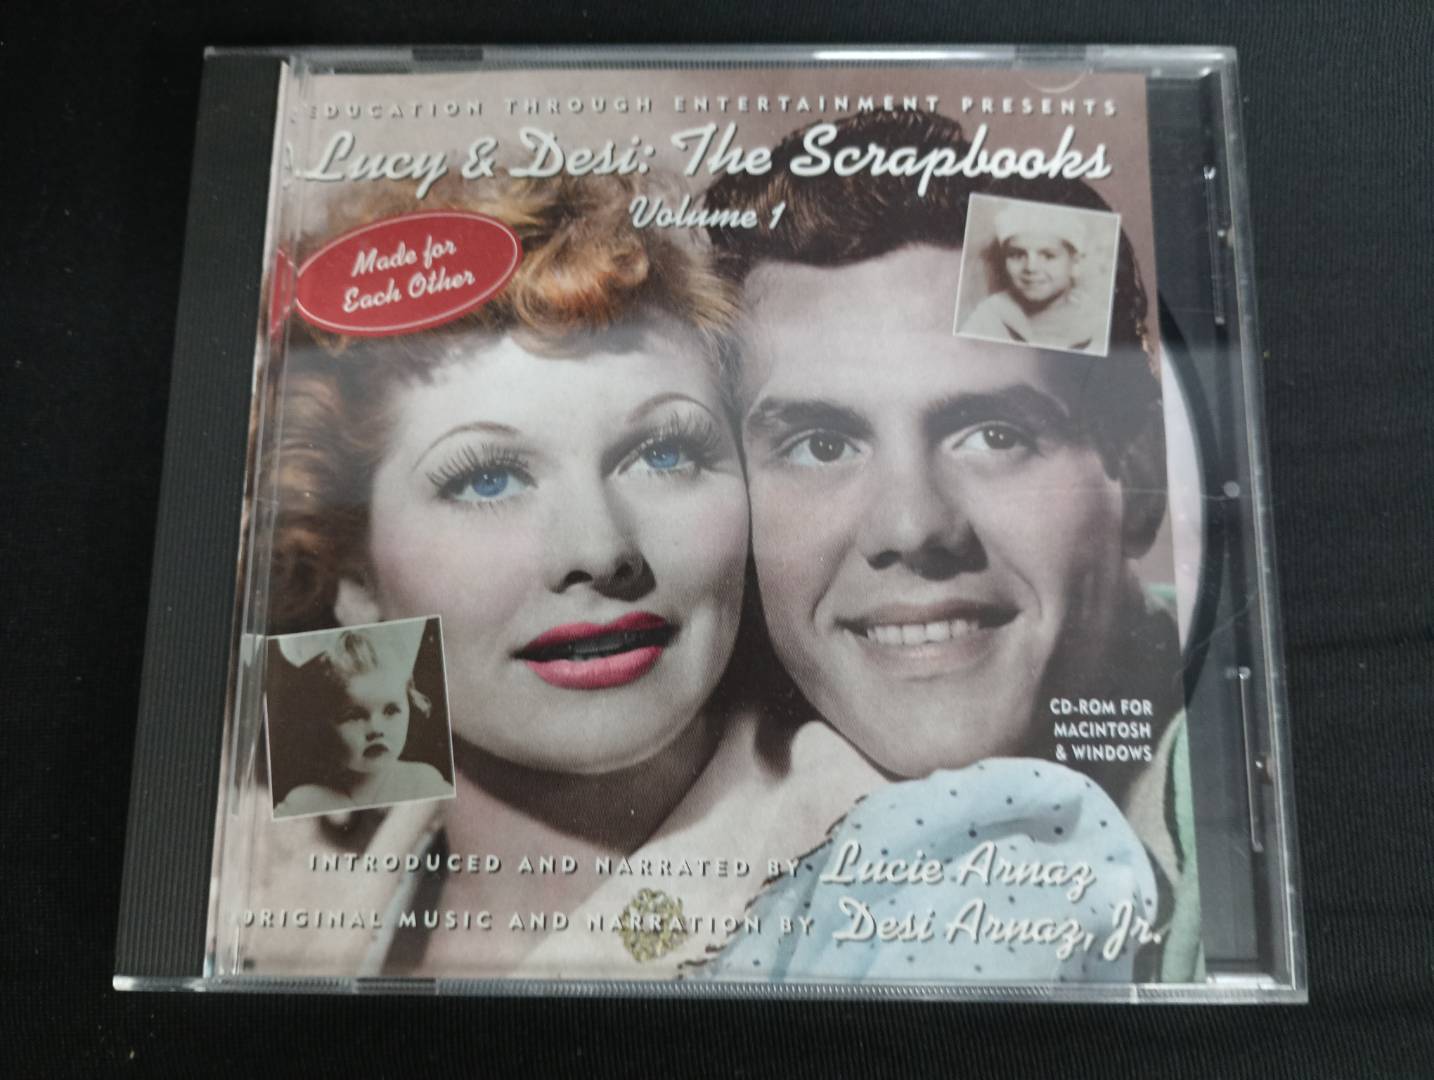 EDUCATION THROUGH ENTERTAINMENT PRESENTS
Lucy & Desi: The Scrapbooks
Volume 1
Made for
Each Other
CD-ROM FOR
MACINTOSH
& WINDOWS
INTRODUCED AND NARRATED BY Lucie Arnaz
ORIGINAL MUSIC AND NARRATION BY Desi Arnaz, Jr.